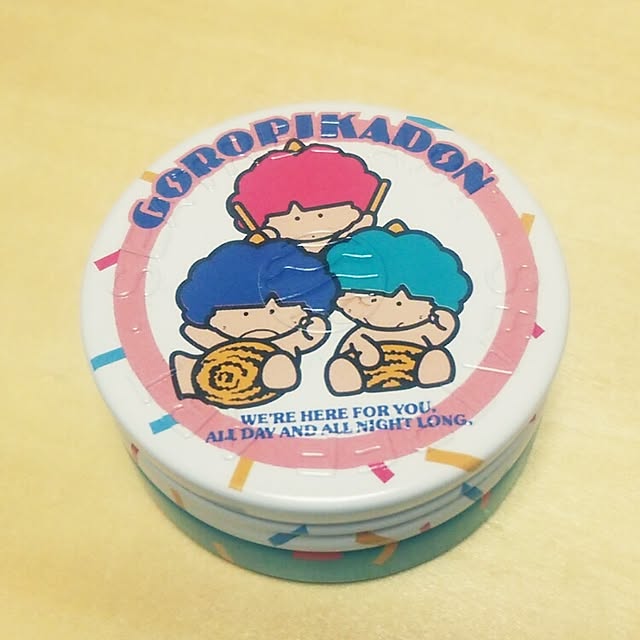 GOROPIKADON
WE'RE HERE FOR YOU,
ALL DAY AND ALL NIGHT LONG,